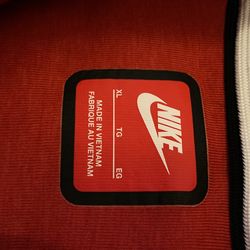 NIKE
XL TG EG
MADE IN VIETNAM
FABRIQUÉ AU VIETNAM